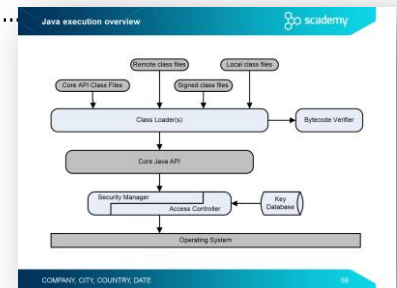 Java execution overview
scademy
Remote class files
Local class files
Core API Class Files
Signed class files
Class Loader(s)
Bytecode Verifier
Core Java API
Security Manager
Access Controller
Key
Database
Operating System
COMPANY, CITY, COUNTRY, DATE
59